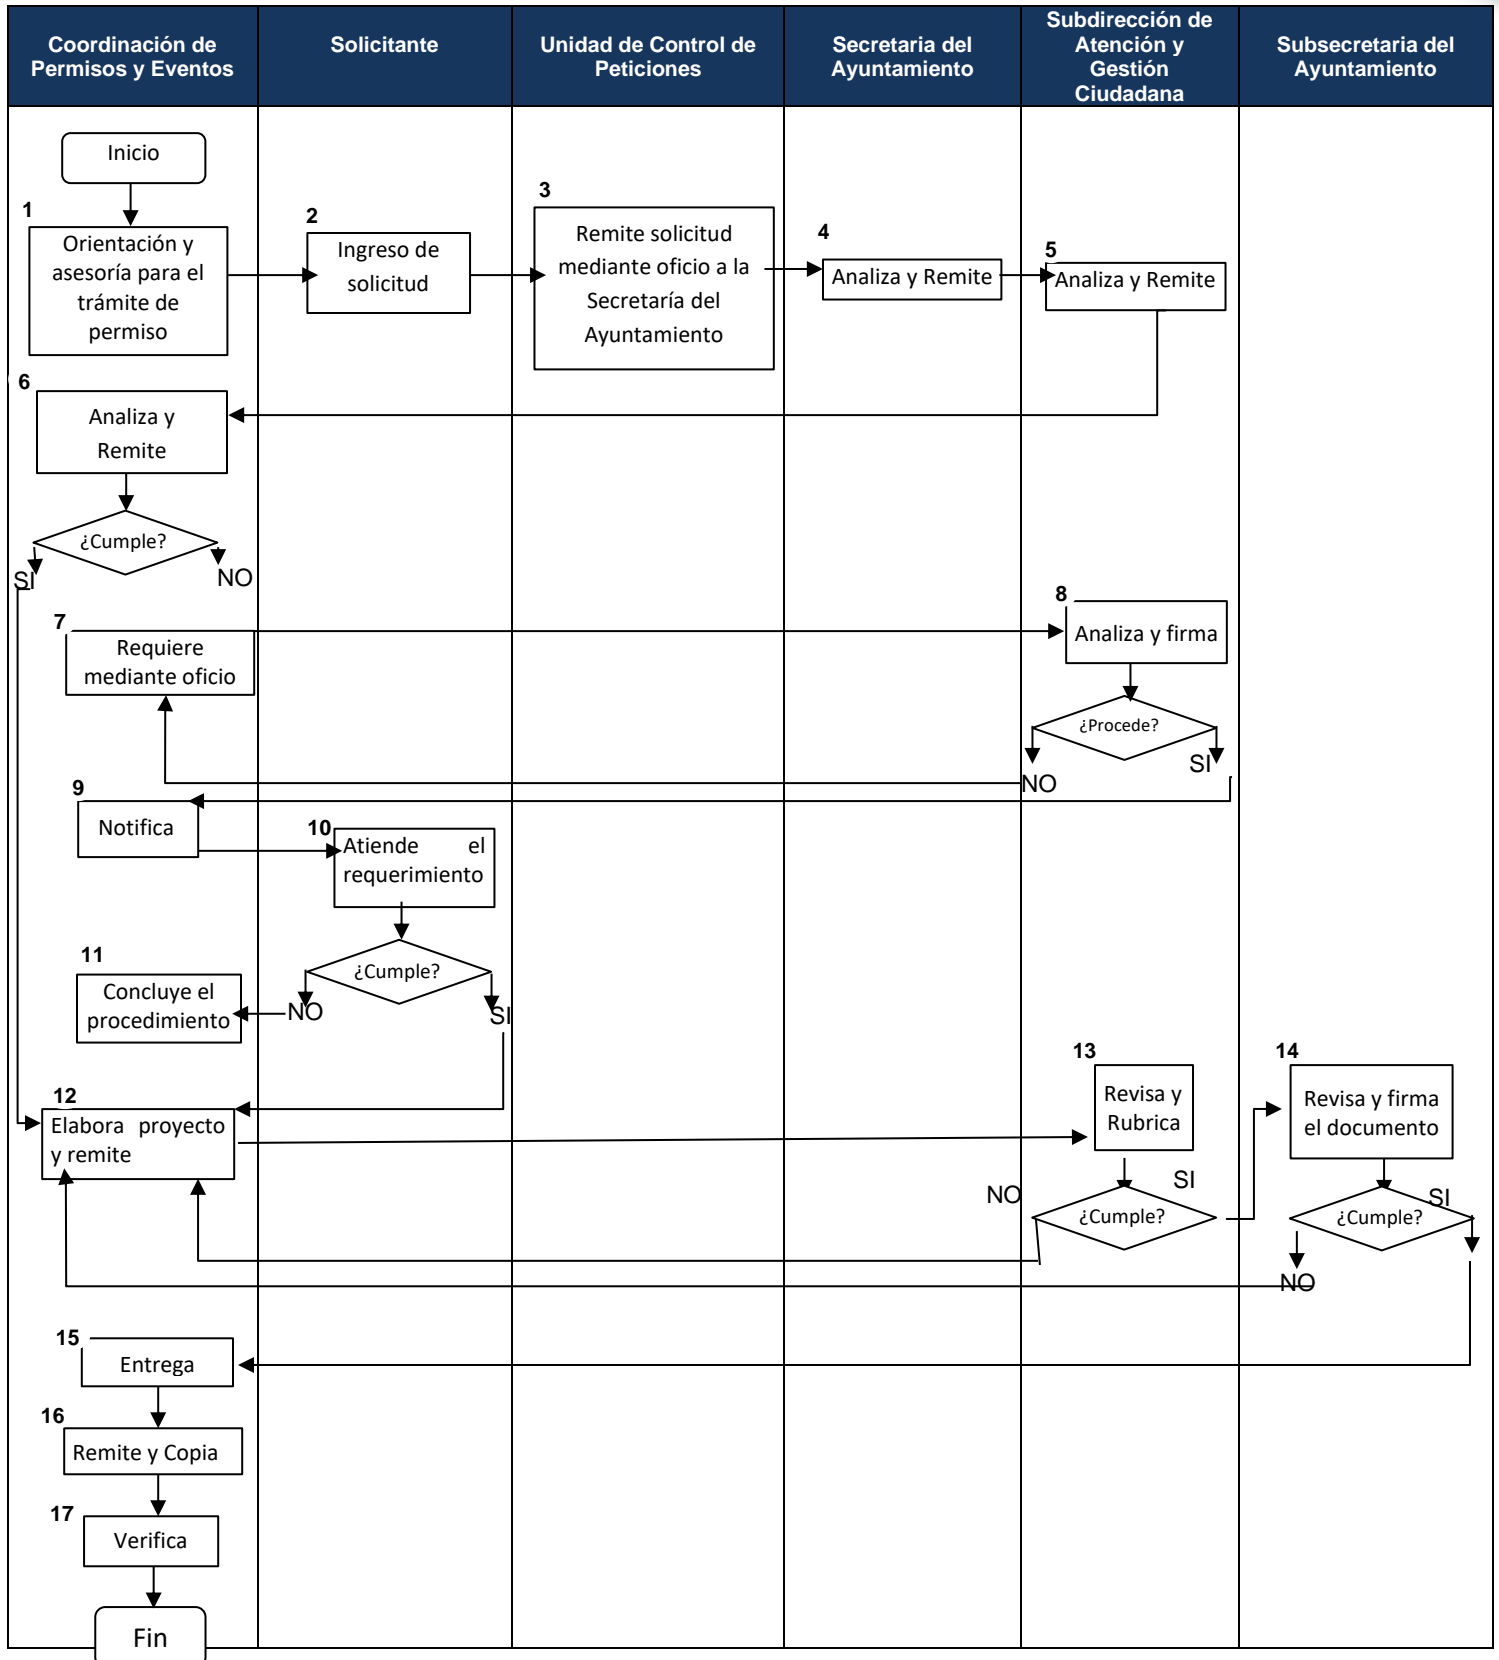 Coordinación de
Permisos y Eventos
Solicitante
Unidad de Control de
Peticiones
Secretaria del
Ayuntamiento
Subdirección de
Atención y
Gestión
Ciudadana
Subsecretaria del
Ayuntamiento
Inicio
1
Orientación y
asesoría para el
trámite de
permiso
2
Ingreso de
solicitud
3
Remite solicitud
mediante oficio a la
Secretaría del
Ayuntamiento
4
Analiza y Remite
5
Analiza y Remite
6
Analiza y
Remite
¿Cumple?
SI
NO
7
Requiere
mediante oficio
8
Analiza y firma
¿Procede?
NO
SI
9
Notifica
10
Atiende el
requerimiento
¿Cumple?
NO
SI
11
Concluye el
procedimiento
12
Elabora proyecto
y remite
13
Revisa y
Rubrica
¿Cumple?
NO
SI
14
Revisa y firma
el documento
¿Cumple?
SI
NO
15
Entrega
16
Remite y Copia
17
Verifica
Fin